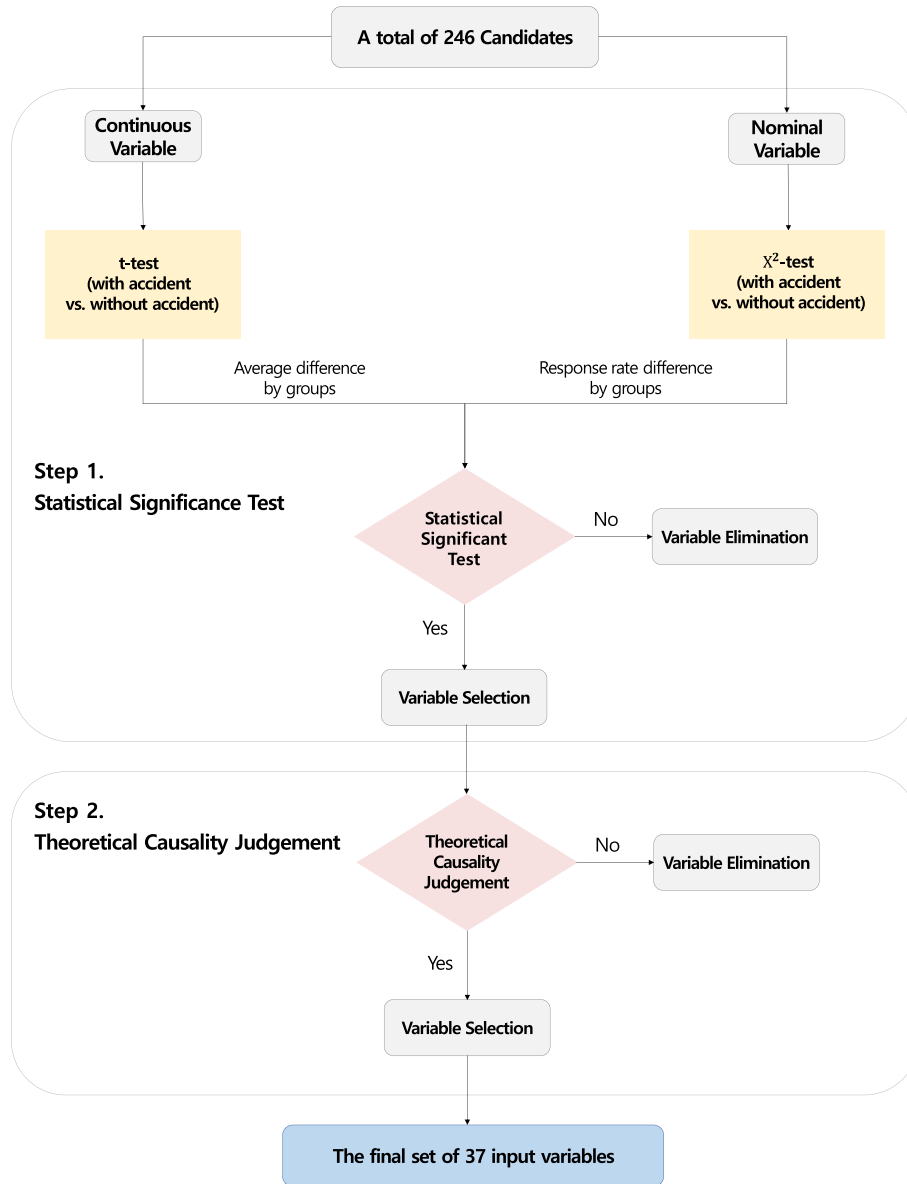 A total of 246 Candidates
Continuous
Variable
Nominal
Variable
t-test
(with accident
vs. without accident)
X²-test
(with accident
vs. without accident)
Average difference
by groups
Response rate difference
by groups
Step 1.
Statistical Significance Test
Statistical
Significant
Test
No
Variable Elimination
Yes
Variable Selection
Step 2.
Theoretical Causality Judgement
Theoretical
Causality
Judgement
No
Variable Elimination
Yes
Variable Selection
The final set of 37 input variables